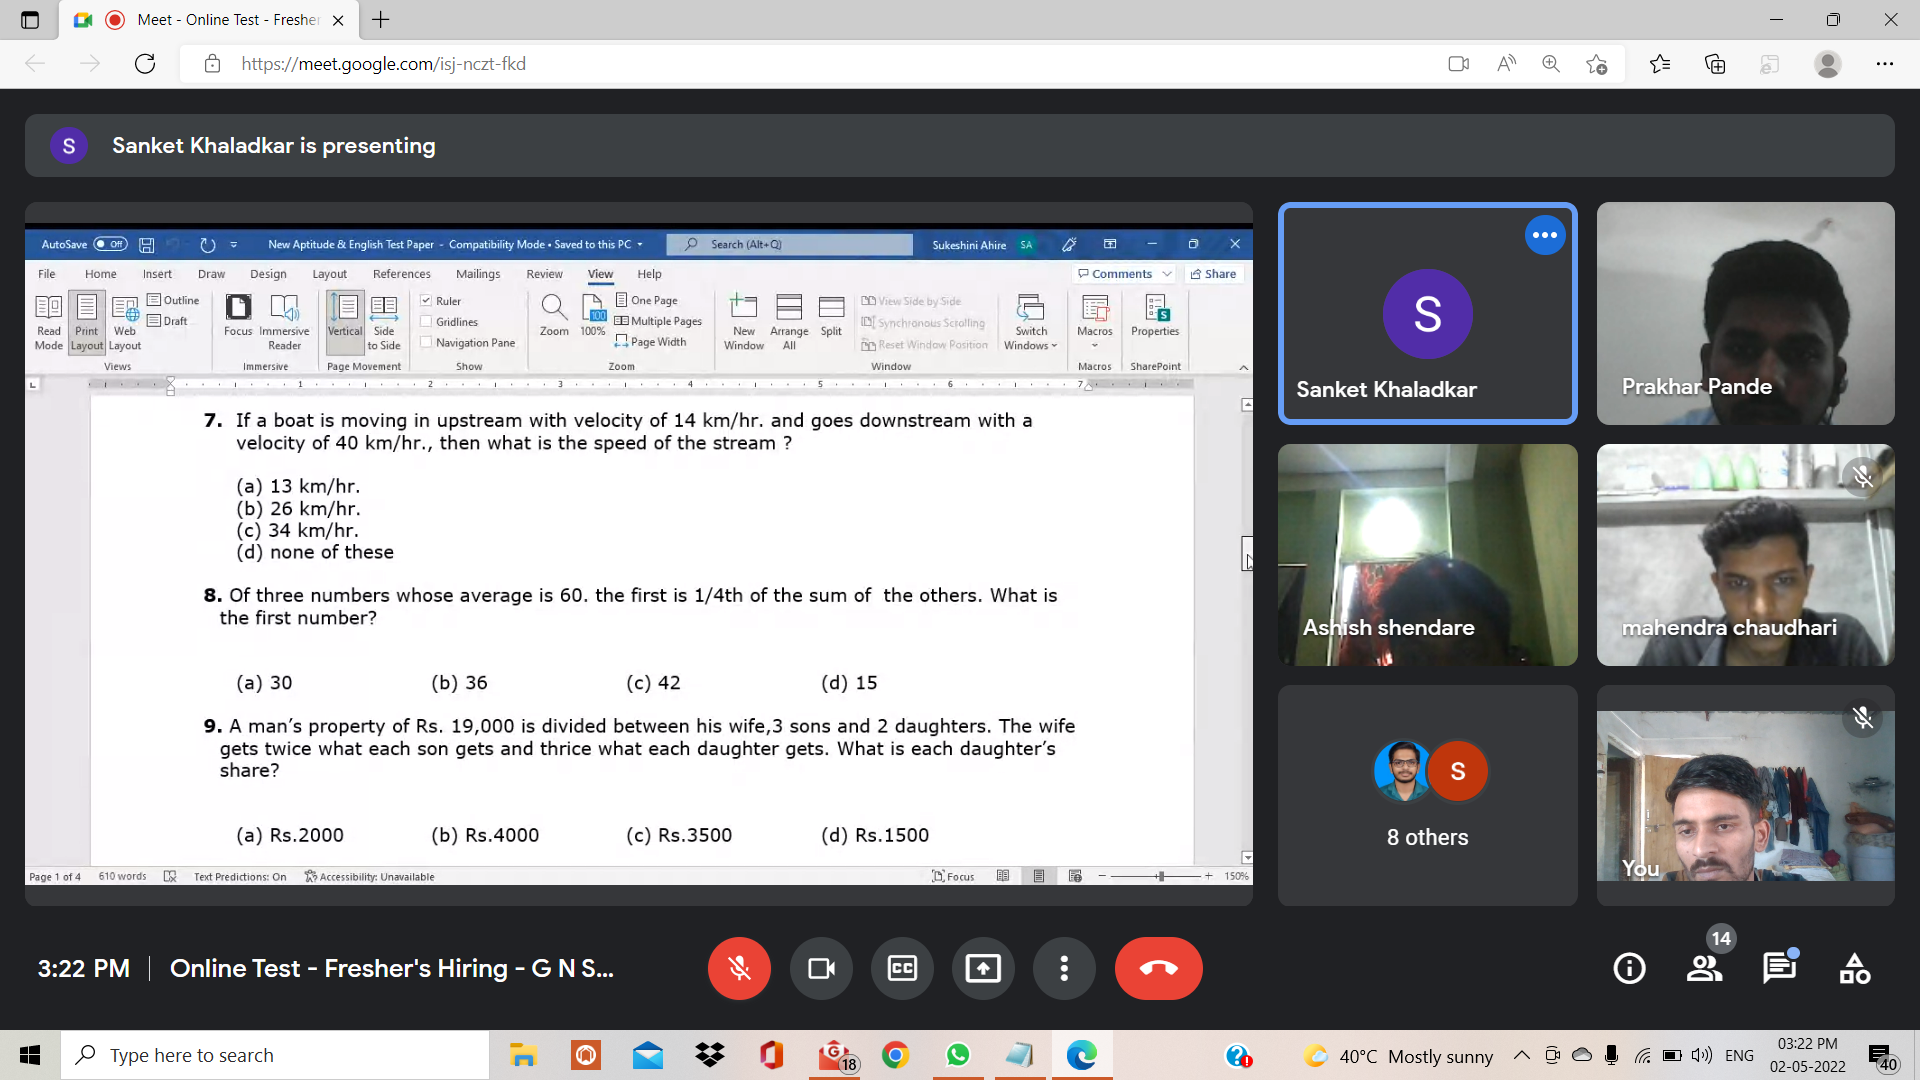 Meet - Online Test - Fresher
https://meet.google.com/isj-nczt-fkd
S Sanket Khaladkar is presenting
AutoSave Off New Aptitude & English Test Paper - Compatibility Mode • Saved to this PC Search (Alt+Q) Sukeshini Ahire SA
File Home Insert Draw Design Layout References Mailings Review View Help Comments Share
Read Mode Print Layout Web Layout Outline Draft Focus Immersive Reader Vertical Side to Side Ruler Gridlines Navigation Pane Zoom 100 100% One Page Multiple Pages Page Width New Window Arrange All Split View Side by Side Synchronous Scrolling Reset Window Position Switch Windows Macros Properties
Views Immersive Page Movement Show Zoom Window Macros SharePoint
1 2 3 4 5 6 7
7. If a boat is moving in upstream with velocity of 14 km/hr. and goes downstream with a
velocity of 40 km/hr., then what is the speed of the stream ?
(a) 13 km/hr.
(b) 26 km/hr.
(c) 34 km/hr.
(d) none of these
8. Of three numbers whose average is 60. the first is 1/4th of the sum of the others. What is
the first number?
(a) 30 (b) 36 (c) 42 (d) 15
9. A man's property of Rs. 19,000 is divided between his wife,3 sons and 2 daughters. The wife
gets twice what each son gets and thrice what each daughter gets. What is each daughter's
share?
(a) Rs.2000 (b) Rs.4000 (c) Rs.3500 (d) Rs.1500
Page 1 of 4 610 words Text Predictions: On Accessibility: Unavailable Focus 150%
S
Sanket Khaladkar
Prakhar Pande
Ashish shendare
mahendra chaudhari
S
8 others
You
3:22 PM Online Test - Fresher's Hiring - G N S...
CC
14
Type here to search
18
40°C Mostly sunny
ENG
03:22 PM
02-05-2022
40